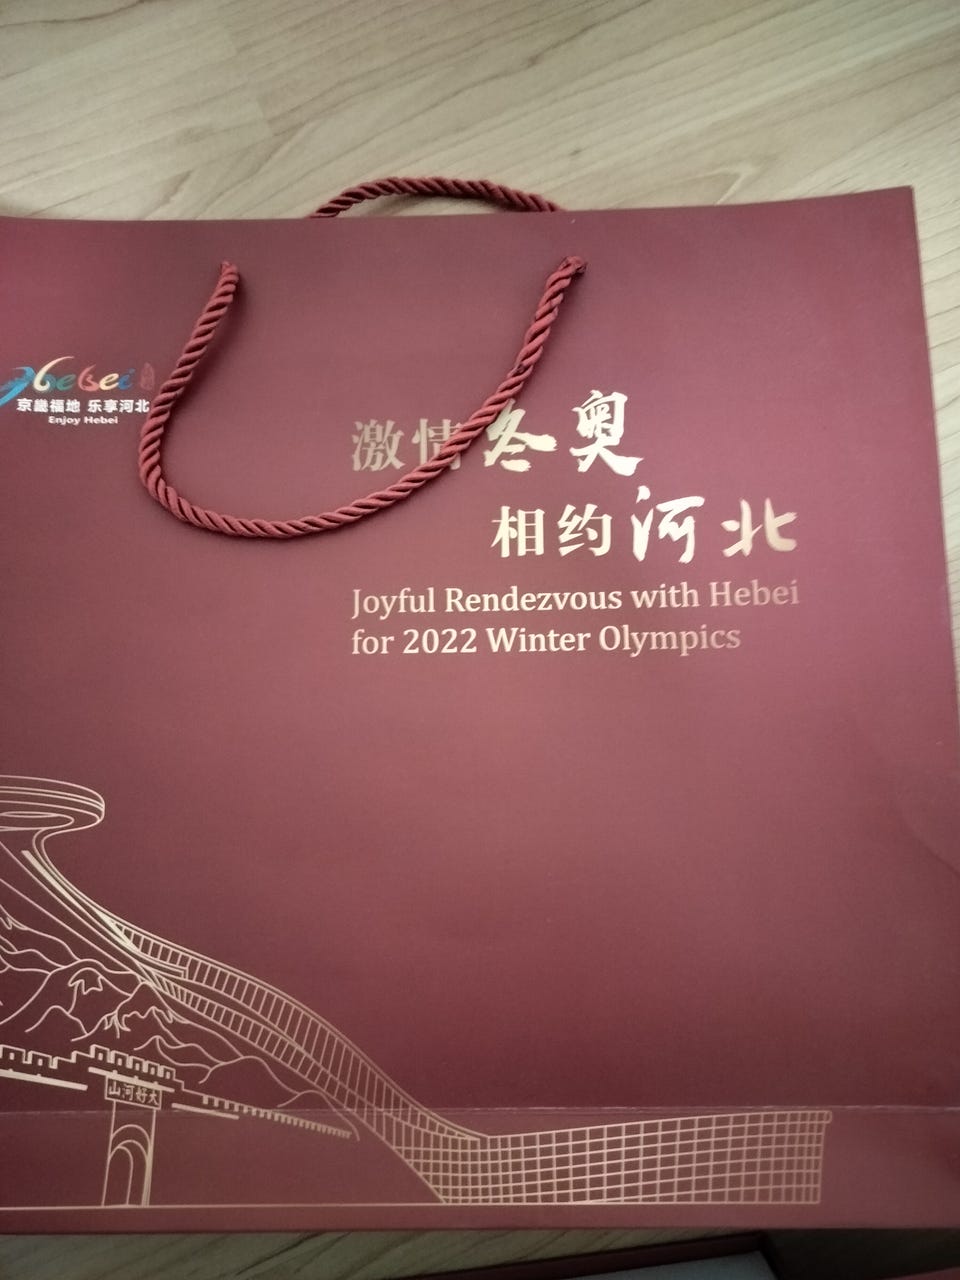 Hebei
京畿福地 乐享河北
Enjoy Hebei
激情冬奥
相约河北
Joyful Rendezvous with Hebei
for 2022 Winter Olympics
山河好大